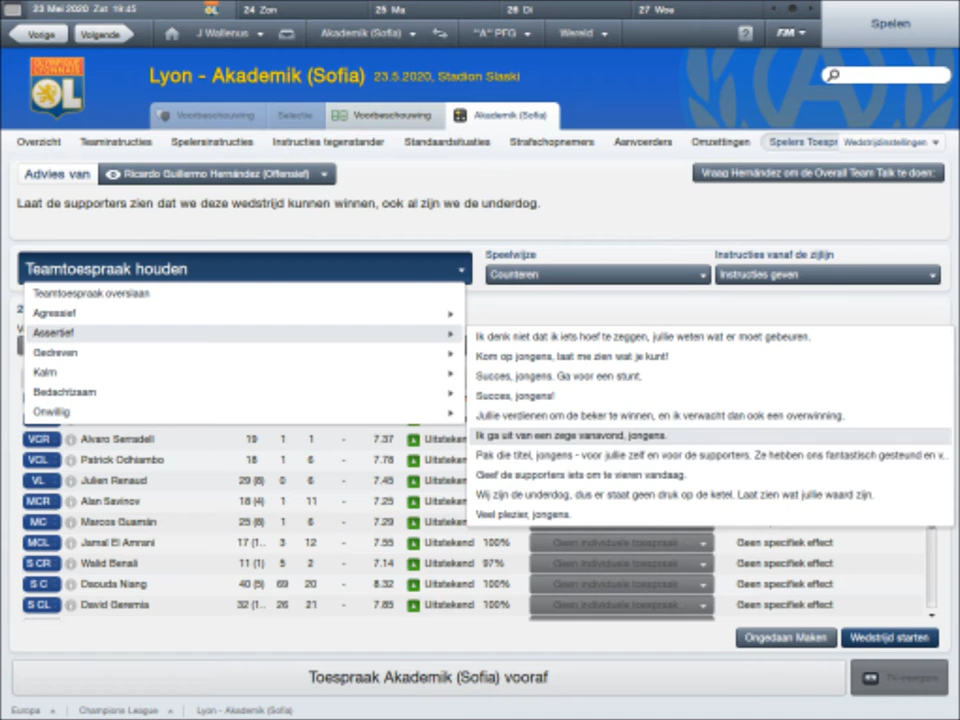 23 Mei 2020 Zat 19:45 24 Zon 25 Ma 26 Di 27 Woe
Vorige Volgende J Wallenus Akademik (Sofia) "A" PFG Wereld ? FM Spelen
OLYMPIQUE LYONNAIS OL
Lyon - Akademik (Sofia) 23.5.2020, Stadion Slaski
Voorbeschouwing Selectie Voorbeschouwing Akademik (Sofia)
Overzicht Teaminstructies Spelersinstructies Instructies tegenstander Standaardsituaties Strafschopnemers Aanvoerders Omzettingen Spelers Toespr Wedstrijdinstellingen
Advies van Ricardo Guillermo Hernández (Offensief) Vraag Hernández om de Overall Team Talk te doen:
Laat de supporters zien dat we deze wedstrijd kunnen winnen, ook al zijn we de underdog.
Speelwijze Instructies vanaf de zijlijn
Teamtoespraak houden Counteren Instructies geven
Teamtoespraak overslaan
Agressief
Assertief
Gedreven
Kalm
Bedachtzaam
Onwillig
Ik denk niet dat ik iets hoef te zeggen, jullie weten wat er moet gebeuren.
Kom op jongens, laat me zien wat je kunt!
Succes, jongens. Ga voor een stunt.
Succes, jongens!
Jullie verdienen om de beker te winnen, en ik verwacht dan ook een overwinning.
Ik ga uit van een zege vanavond, jongens.
Pak die titel, jongens - voor jullie zelf en voor de supporters. Ze hebben ons fantastisch gesteund en v...
Geef de supporters iets om te vieren vandaag.
Wij zijn de underdog, dus er staat geen druk op de ketel. Laat zien wat jullie waard zijn.
Veel plezier, jongens.
VCR Alvaro Serradell 19 1 1 - 7.37 Uitsteken
VCL Patrick Odhiambo 18 1 6 - 7.78 Uitsteken
VL Julien Renaud 29 (8) 0 6 - 7.45 Uitsteken
MCR Alan Savinov 18 (4) 1 11 - 7.25 Uitsteken
MC Marcos Guamán 25 (8) 1 6 - 7.29 Uitsteken
MCL Jamal El Amrani 17 (1... 3 12 - 7.55 Uitstekend 100% Geen individuele toespraak Geen specifiek effect
S CR Walid Benali 11 (1) 5 2 - 7.14 Uitstekend 97% Geen individuele toespraak Geen specifiek effect
S C Daouda Niang 40 (5) 69 20 - 8.32 Uitstekend 100% Geen individuele toespraak Geen specifiek effect
S CL David Geremia 32 (1... 26 21 - 7.85 Uitstekend 100% Geen individuele toespraak Geen specifiek effect
Ongedaan Maken Wedstrijd starten
Toespraak Akademik (Sofia) vooraf
Europa Champions League Lyon - Akademik (Sofia)